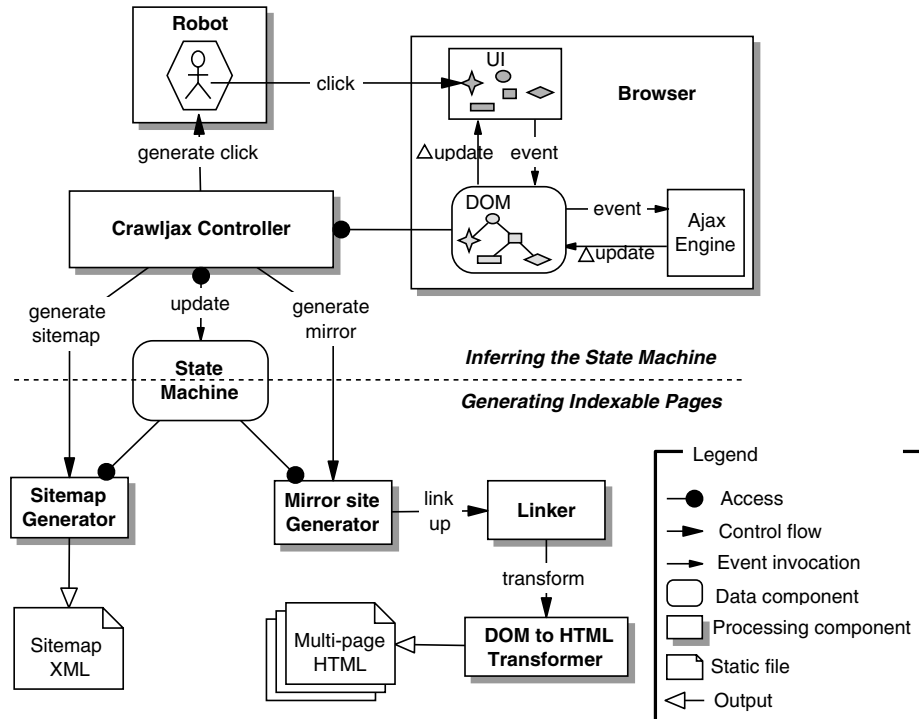 Robot
click
UI
Browser
generate click
△update
event
Crawljax Controller
DOM
event
△update
Ajax
Engine
generate
sitemap
update
generate
mirror
State
Machine
Inferring the State Machine
Generating Indexable Pages
Sitemap
Generator
Mirror site
Generator
link
up
Linker
transform
Sitemap
XML
Multi-page
HTML
DOM to HTML
Transformer
Legend
Access
Control flow
Event invocation
Data component
Processing component
Static file
Output